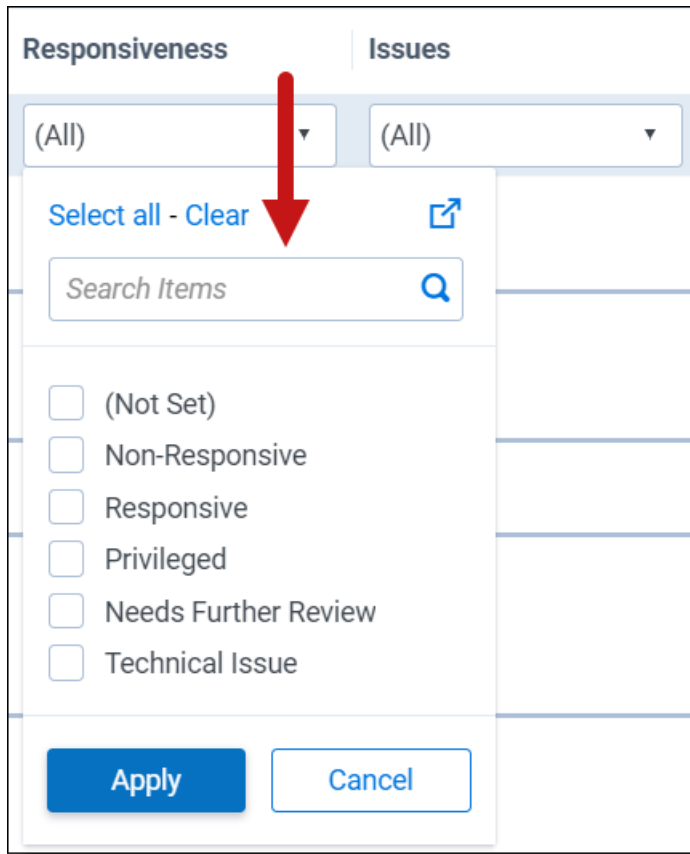 Responsiveness Issues
(All) (All)
Select all - Clear
Search Items
(Not Set)
Non-Responsive
Responsive
Privileged
Needs Further Review
Technical Issue
Apply Cancel